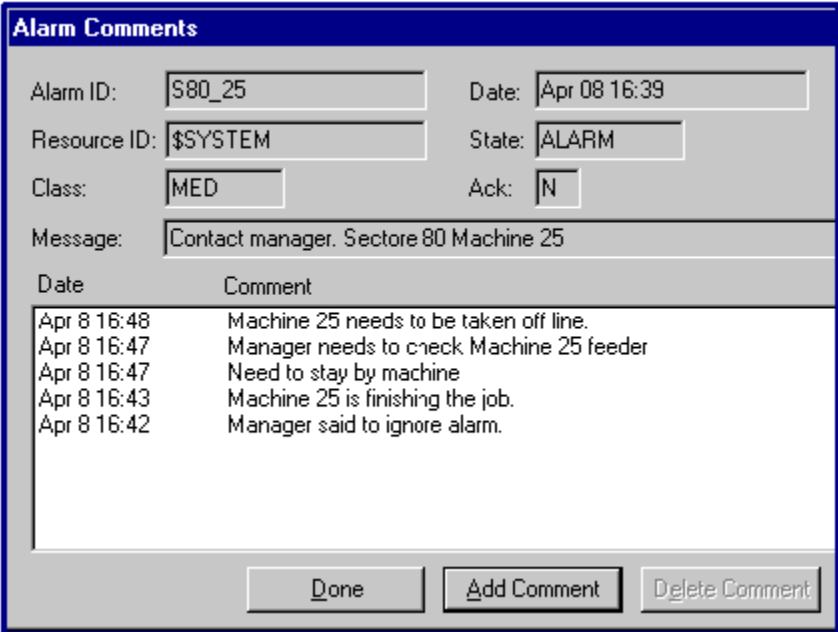 Alarm Comments
Alarm ID: S80_25 Date: Apr 08 16:39
Resource ID: $SYSTEM State: ALARM
Class: MED Ack: N
Message: Contact manager. Sectore 80 Machine 25
Date Comment
Apr 8 16:48 Machine 25 needs to be taken off line.
Apr 8 16:47 Manager needs to check Machine 25 feeder
Apr 8 16:47 Need to stay by machine
Apr 8 16:43 Machine 25 is finishing the job.
Apr 8 16:42 Manager said to ignore alarm.
Done Add Comment Delete Comment